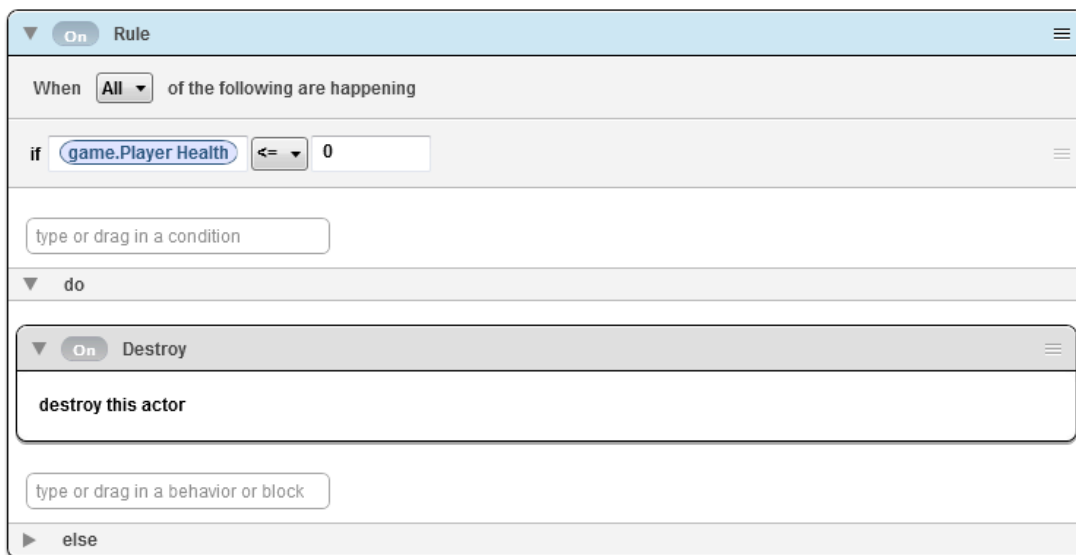 On Rule
When All of the following are happening
if game.Player Health <= 0
type or drag in a condition
do
On Destroy
destroy this actor
type or drag in a behavior or block
else